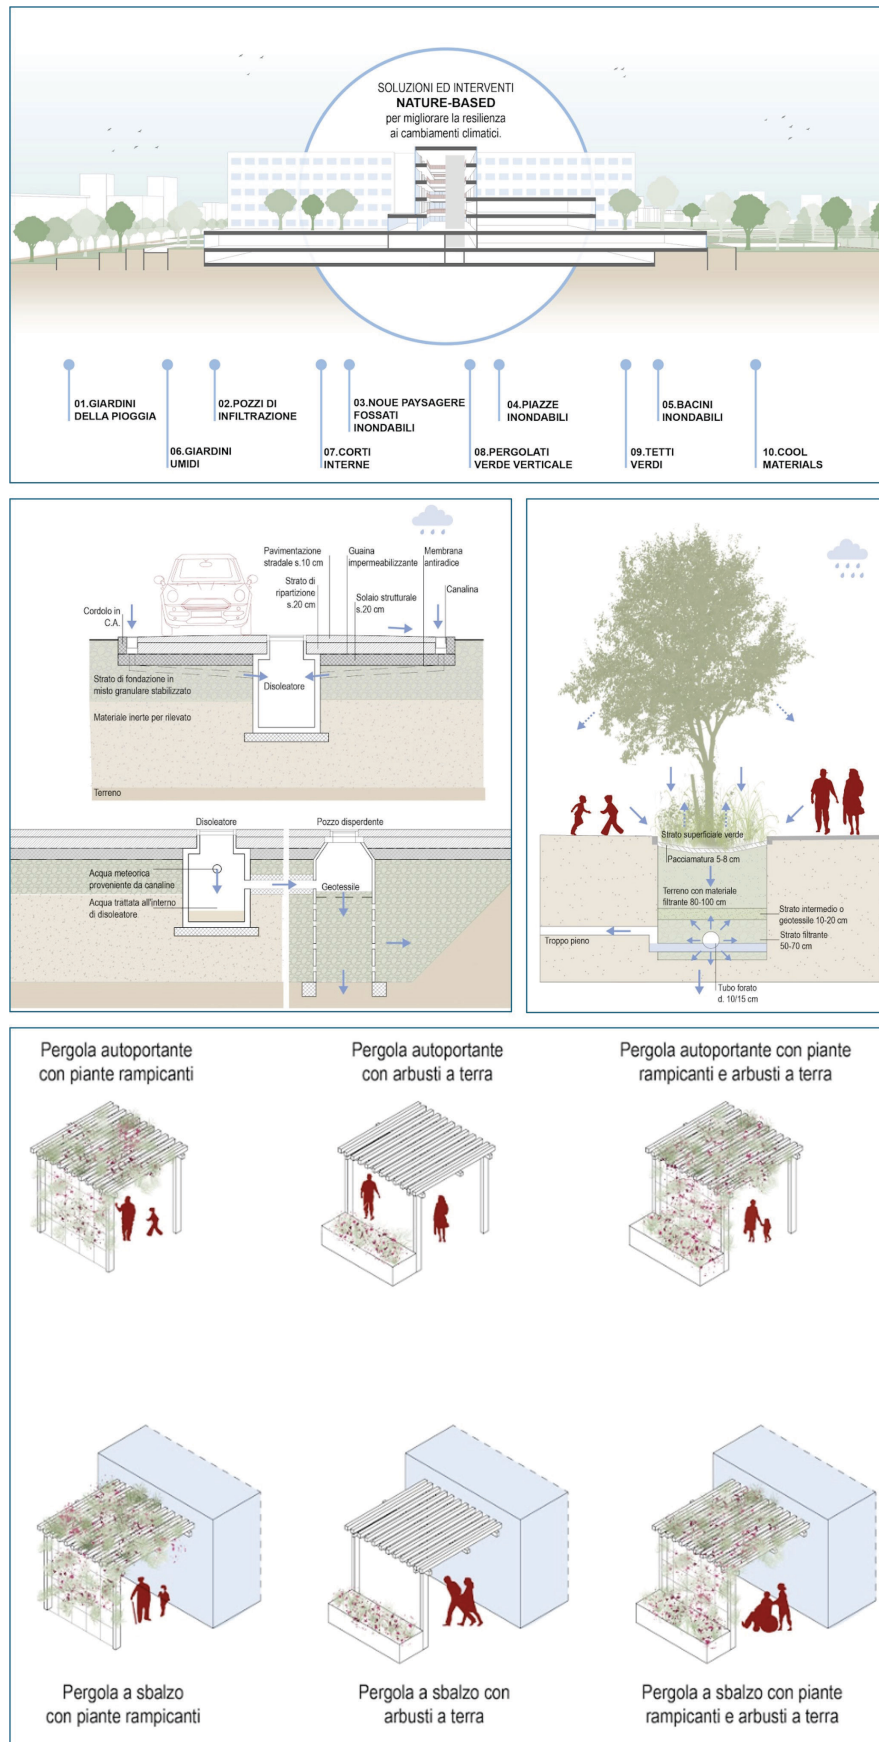 SOLUZIONI ED INTERVENTI
NATURE-BASED
per migliorare la resilienza
ai cambiamenti climatici.
01.GIARDINI
DELLA PIOGGIA
02.POZZI DI
INFILTRAZIONE
03.NOUE PAYSAGERE
FOSSATI
INONDABILI
04.PIAZZE
INONDABILI
05.BACINI
INONDABILI
06.GIARDINI
UMIDI
07.CORTI
INTERNE
08.PERGOLATI
VERDE VERTICALE
09.TETTI
VERDI
10.COOL
MATERIALS
Pavimentazione
stradale s.10 cm
Guaina
impermeabilizzante
Membrana
antiradice
Strato di
ripartizione
s.20 cm
Solaio strutturale
s.20 cm
Canalina
Cordolo in
C.A.
Strato di fondazione in
misto granulare stabilizzato
Disoleatore
Materiale inerte per rilevato
Terreno
Disoleatore
Pozzo disperdente
Acqua meteorica
proveniente da canaline
Acqua trattata all'interno
di disoleatore
Geotessile
Strato superficiale verde
Pacciamatura 5-8 cm
Terreno con materiale
filtrante 80-100 cm
Strato intermedio o
geotessile 10-20 cm
Strato filtrante
50-70 cm
Troppo pieno
Tubo forato
d. 10/15 cm
Pergola autoportante
con piante rampicanti
Pergola autoportante
con arbusti a terra
Pergola autoportante con piante
rampicanti e arbusti a terra
Pergola a sbalzo
con piante rampicanti
Pergola a sbalzo con
arbusti a terra
Pergola a sbalzo con piante
rampicanti e arbusti a terra